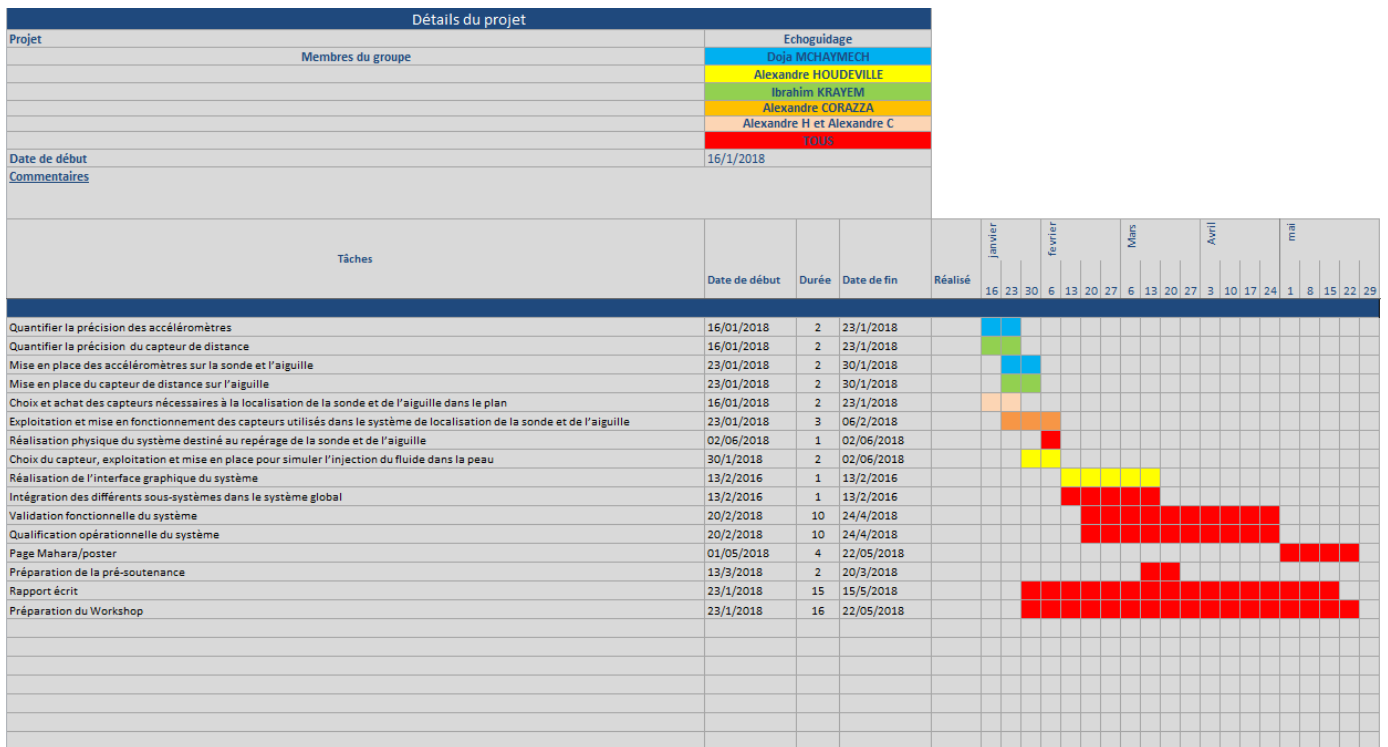 Détails du projet
Projet Echoguidage
Membres du groupe Doja MCHAYMECH
Alexandre HOUDEVILLE
Ibrahim KRAYEM
Alexandre CORAZZA
Alexandre H et Alexandre C
TOUS
Date de début 16/1/2018
Commentaires
janvier fevrier Mars Avril mai
Tâches Date de début Durée Date de fin Réalisé 16 23 30 6 13 20 27 6 13 20 27 3 10 17 24 1 8 15 22 29
Quantifier la précision des accéléromètres 16/01/2018 2 23/1/2018
Quantifier la précision du capteur de distance 16/01/2018 2 23/1/2018
Mise en place des accéléromètres sur la sonde et l'aiguille 23/01/2018 2 30/1/2018
Mise en place du capteur de distance sur l'aiguille 23/01/2018 2 30/1/2018
Choix et achat des capteurs nécessaires à la localisation de la sonde et de l'aiguille dans le plan 16/01/2018 2 23/1/2018
Exploitation et mise en fonctionnement des capteurs utilisés dans le système de localisation de la sonde et de l'aiguille 23/01/2018 3 06/2/2018
Réalisation physique du système destiné au repérage de la sonde et de l'aiguille 02/06/2018 1 02/06/2018
Choix du capteur, exploitation et mise en place pour simuler l'injection du fluide dans la peau 30/1/2018 2 02/06/2018
Réalisation de l'interface graphique du système 13/2/2016 1 13/2/2016
Intégration des différents sous-systèmes dans le système global 13/2/2016 1 13/2/2016
Validation fonctionnelle du système 20/2/2018 10 24/4/2018
Qualification opérationnelle du système 20/2/2018 10 24/4/2018
Page Mahara/poster 01/05/2018 4 22/05/2018
Préparation de la pré-soutenance 13/3/2018 2 20/3/2018
Rapport écrit 23/1/2018 15 15/5/2018
Préparation du Workshop 23/1/2018 16 22/05/2018